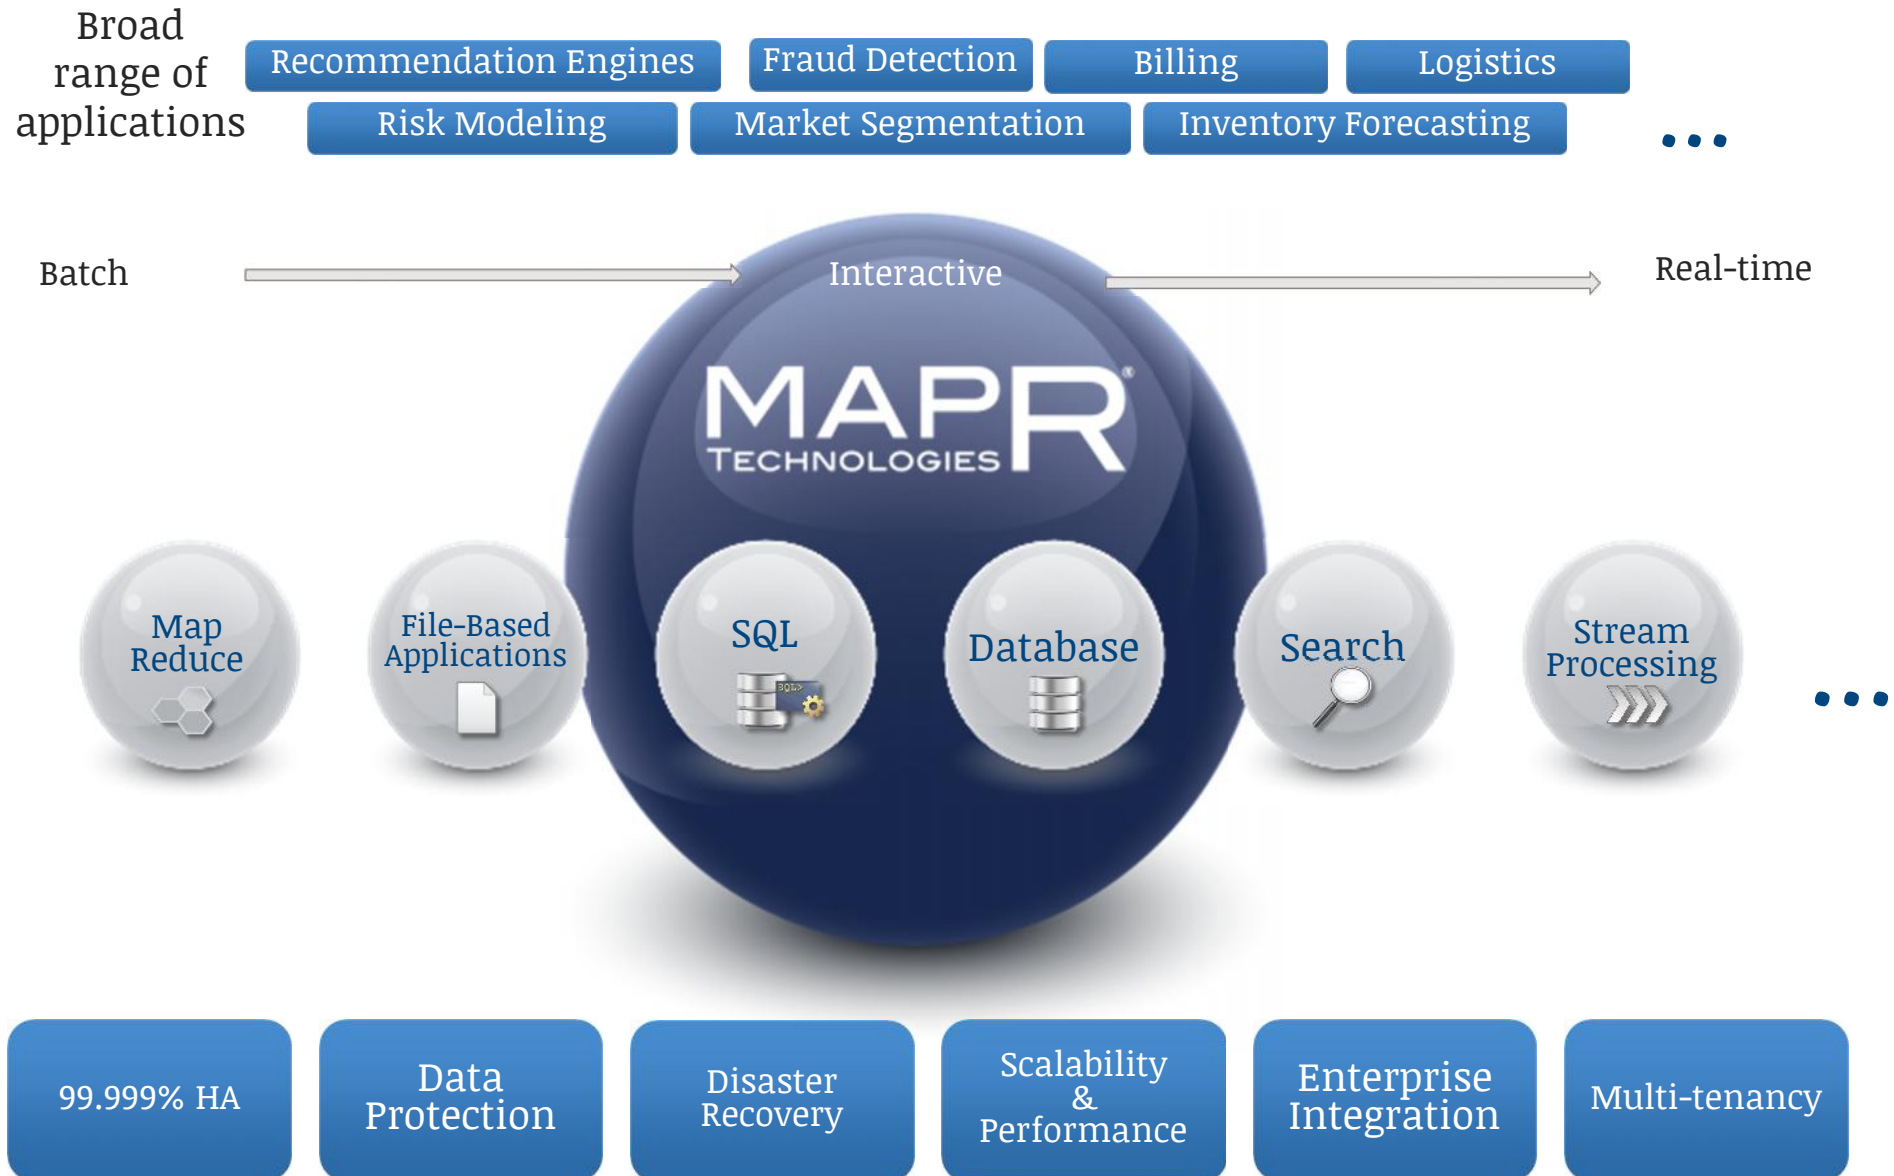 Broad
range of
applications
Recommendation Engines
Fraud Detection
Billing
Logistics
Risk Modeling
Market Segmentation
Inventory Forecasting
...
Batch
Interactive
Real-time
MAPR®
TECHNOLOGIES
Map
Reduce
File-Based
Applications
SQL
SQL>
Database
Search
Stream
Processing
...
99.999% HA
Data
Protection
Disaster
Recovery
Scalability
&
Performance
Enterprise
Integration
Multi-tenancy